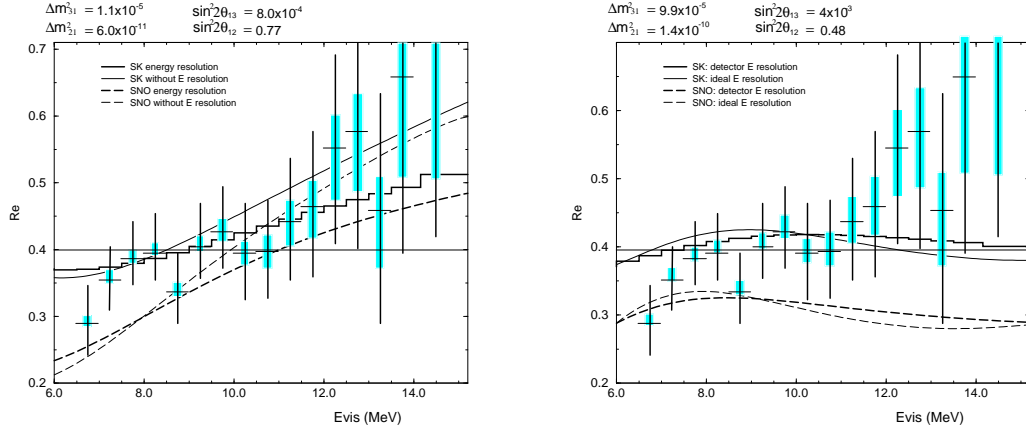 Δm²₃₁ = 1.1x10⁻⁵ sin²2θ₁₃ = 8.0x10⁻⁴
Δm²₂₁ = 6.0x10⁻¹¹ sin²2θ₁₂ = 0.77
0.7
0.6
0.5
0.4
0.3
0.2
Re
SK energy resolution
SK without E resolution
SNO energy resolution
SNO without E resolution
6.0 8.0 10.0 12.0 14.0
Evis (MeV)
Δm²₃₁ = 9.9x10⁻⁵ sin²2θ₁₃ = 4x10³
Δm²₂₁ = 1.4x10⁻¹⁰ sin²2θ₁₂ = 0.48
0.6
0.5
0.4
0.3
0.2
Re
SK: detector E resolution
SK: ideal E resolution
SNO: detector E resolution
SNO: ideal E resolution
6.0 8.0 10.0 12.0 14.0
Evis (MeV)